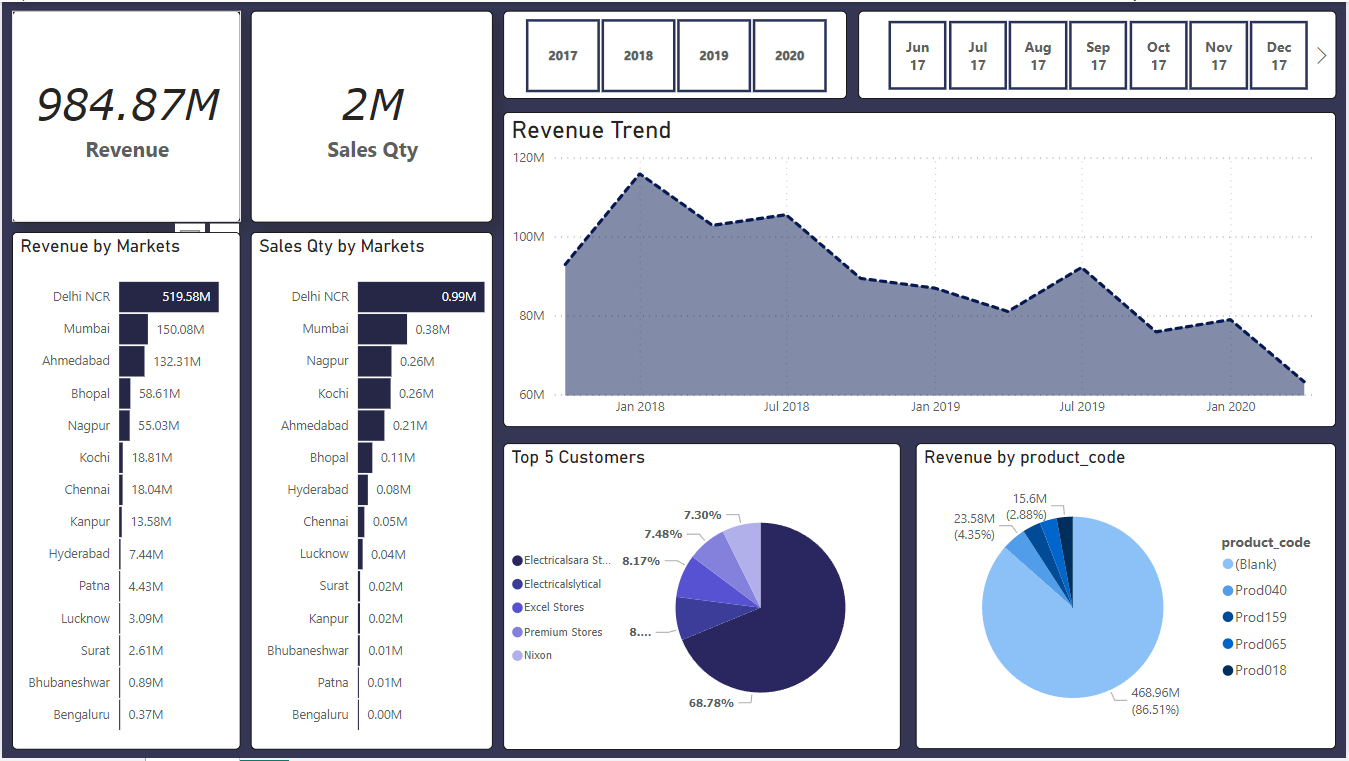 984.87M
Revenue
2M
Sales Qty
2017 2018 2019 2020
Jun 17 Jul 17 Aug 17 Sep 17 Oct 17 Nov 17 Dec 17
Revenue Trend
120M
100M
80M
60M
Jan 2018 Jul 2018 Jan 2019 Jul 2019 Jan 2020
Revenue by Markets
Delhi NCR 519.58M
Mumbai 150.08M
Ahmedabad 132.31M
Bhopal 58.61M
Nagpur 55.03M
Kochi 18.81M
Chennai 18.04M
Kanpur 13.58M
Hyderabad 7.44M
Patna 4.43M
Lucknow 3.09M
Surat 2.61M
Bhubaneshwar 0.89M
Bengaluru 0.37M
Sales Qty by Markets
Delhi NCR 0.99M
Mumbai 0.38M
Nagpur 0.26M
Kochi 0.26M
Ahmedabad 0.21M
Bhopal 0.11M
Hyderabad 0.08M
Chennai 0.05M
Lucknow 0.04M
Surat 0.02M
Kanpur 0.02M
Bhubaneshwar 0.01M
Patna 0.01M
Bengaluru 0.00M
Top 5 Customers
Electricalsara St...
Electricalslytical
Excel Stores
Premium Stores
Nixon
7.30%
7.48%
8.17%
8....
68.78%
Revenue by product_code
15.6M
(2.88%)
23.58M
(4.35%)
468.96M
(86.51%)
product_code
(Blank)
Prod040
Prod159
Prod065
Prod018